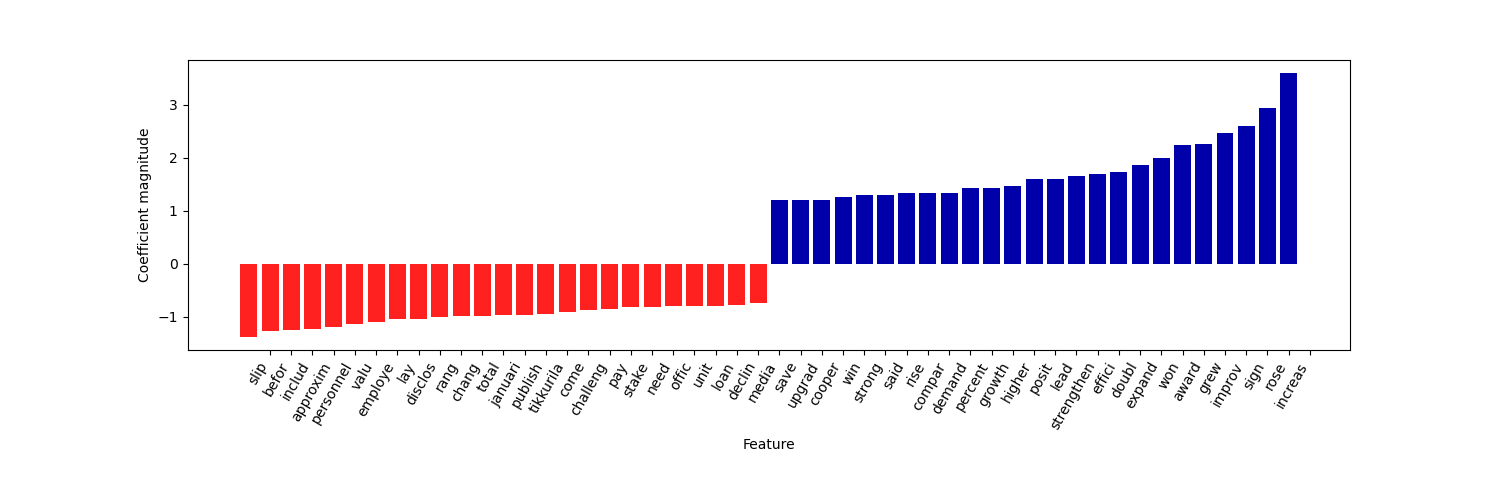 3
2
1
0
−1
Coefficient magnitude
slip
befor
includ
approxim
personnel
valu
employe
lay
disclos
rang
chang
total
januari
publish
tikkurila
come
challeng
pay
stake
need
offic
unit
loan
declin
media
save
upgrad
cooper
win
strong
said
rise
compar
demand
percent
growth
higher
posit
lead
strengthen
effici
doubl
expand
won
award
grew
improv
sign
rose
increas
Feature